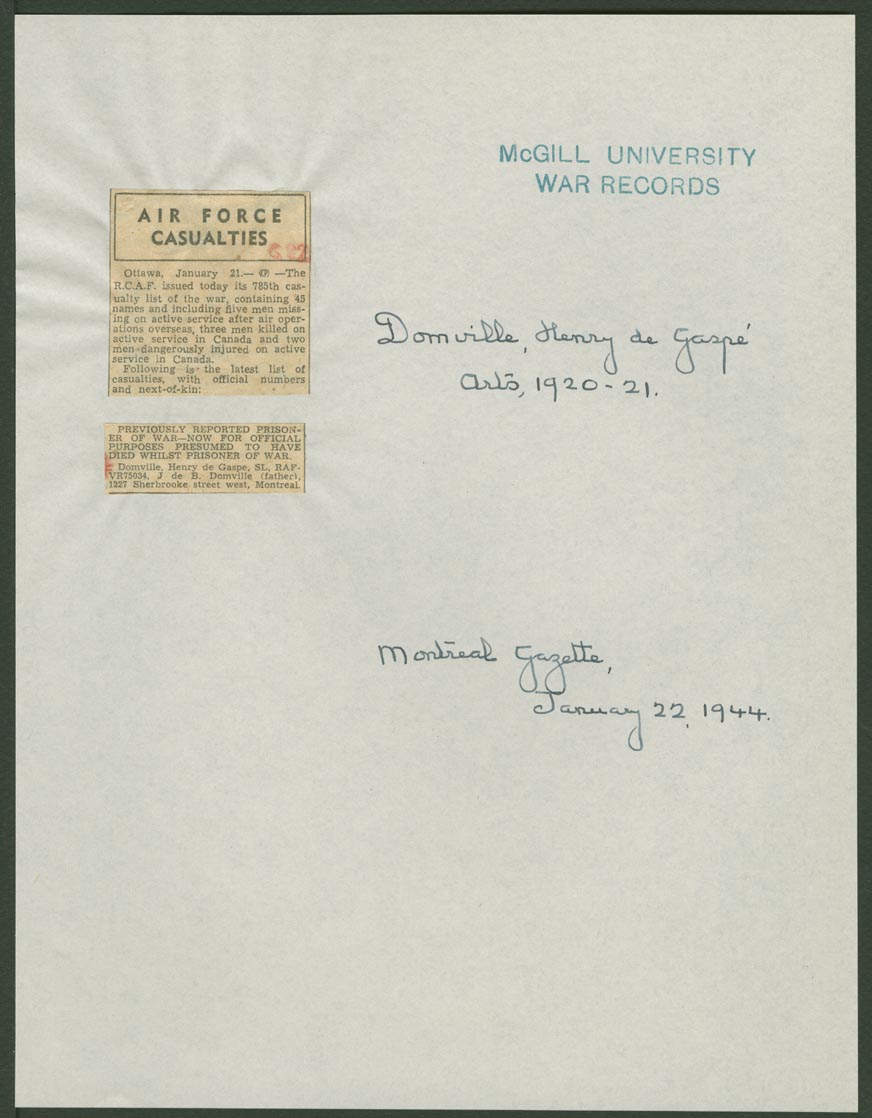 McGILL UNIVERSITY
WAR RECORDS
AIR FORCE
CASUALTIES
G22
Ottawa, January 21.— CP —The
R.C.A.F. issued today its 785th cas-
ualty list of the war, containing 45
names and including five men miss-
ing on active service after air oper-
ations overseas, three men killed on
active service in Canada and two
men dangerously injured on active
service in Canada.
Following is the latest list of
casualties, with official numbers
and next-of-kin:
PREVIOUSLY REPORTED PRISON-
ER OF WAR—NOW FOR OFFICIAL
PURPOSES PRESUMED TO HAVE
DIED WHILST PRISONER OF WAR.
Domville, Henry de Gaspe, SL, RAF-
VR75034, J de B. Domville (father),
1227 Sherbrooke street west, Montreal.
Domville, Henry de Gaspé
Arts, 1920-21.
Montreal Gazette,
January 22, 1944.